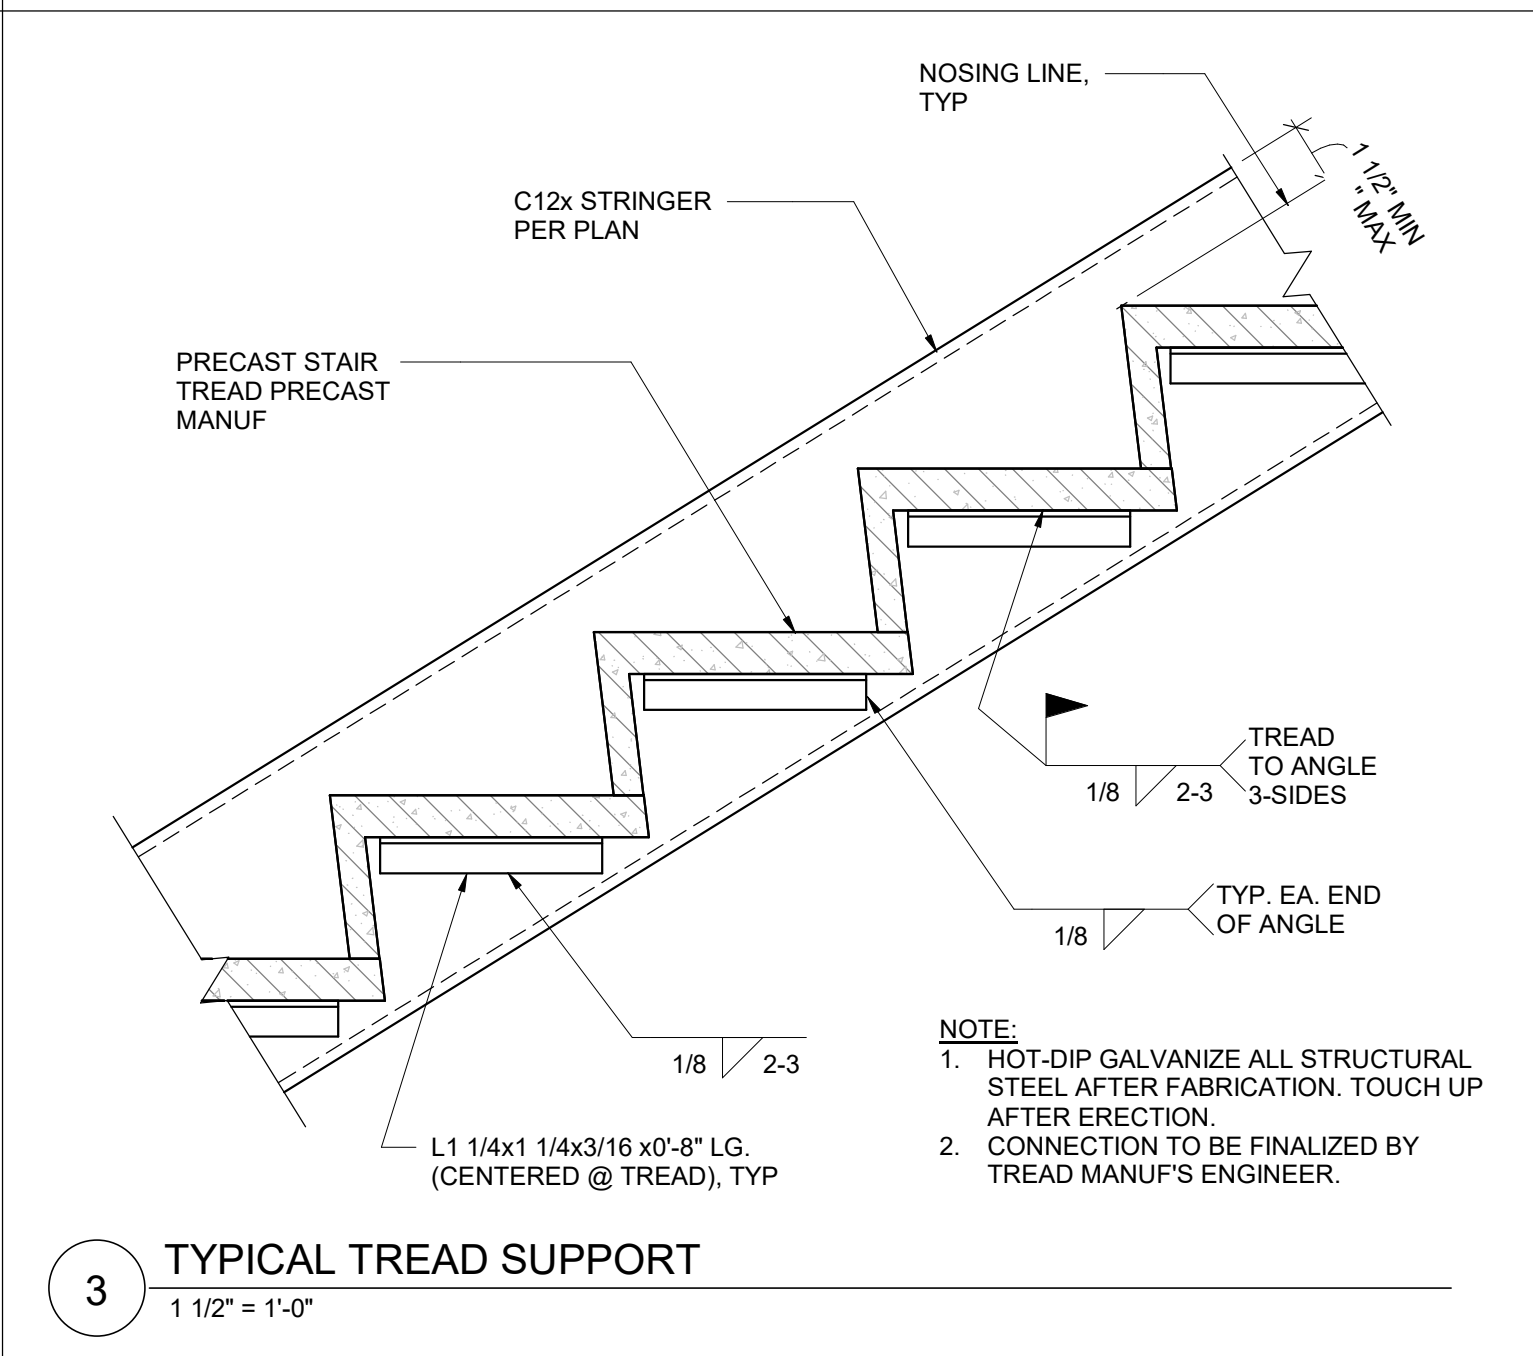 NOSING LINE,
TYP
1 1/2" MIN
" MAX
C12x STRINGER
PER PLAN
PRECAST STAIR
TREAD PRECAST
MANUF
TREAD
TO ANGLE
3-SIDES
1/8 2-3
TYP. EA. END
OF ANGLE
1/8
1/8 2-3
L1 1/4x1 1/4x3/16 x0'-8" LG.
(CENTERED @ TREAD), TYP
NOTE:
1. HOT-DIP GALVANIZE ALL STRUCTURAL
STEEL AFTER FABRICATION. TOUCH UP
AFTER ERECTION.
2. CONNECTION TO BE FINALIZED BY
TREAD MANUF'S ENGINEER.
3
TYPICAL TREAD SUPPORT
1 1/2" = 1'-0"